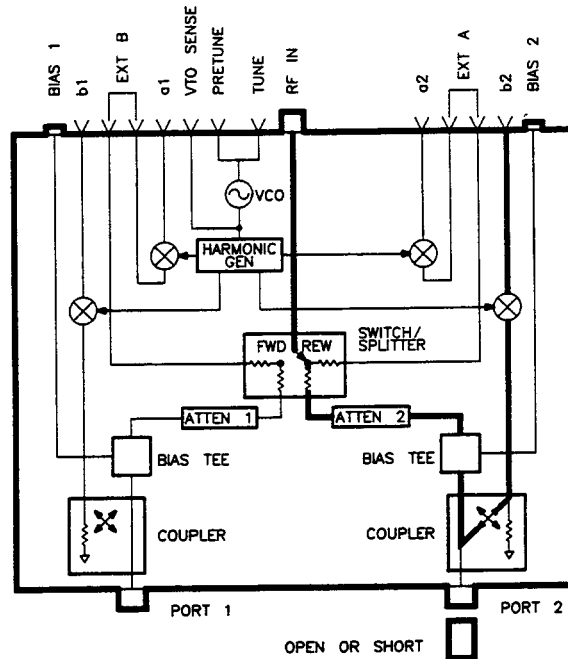 BIAS 1
b1
EXT B
a1
VTO SENSE
PRETUNE
TUNE
RF IN
a2
EXT A
b2
BIAS 2
VCO
HARMONIC
GEN
SWITCH/
SPLITTER
FWD REW
ATTEN 1
ATTEN 2
BIAS TEE
BIAS TEE
COUPLER
COUPLER
PORT 1
PORT 2
OPEN OR SHORT